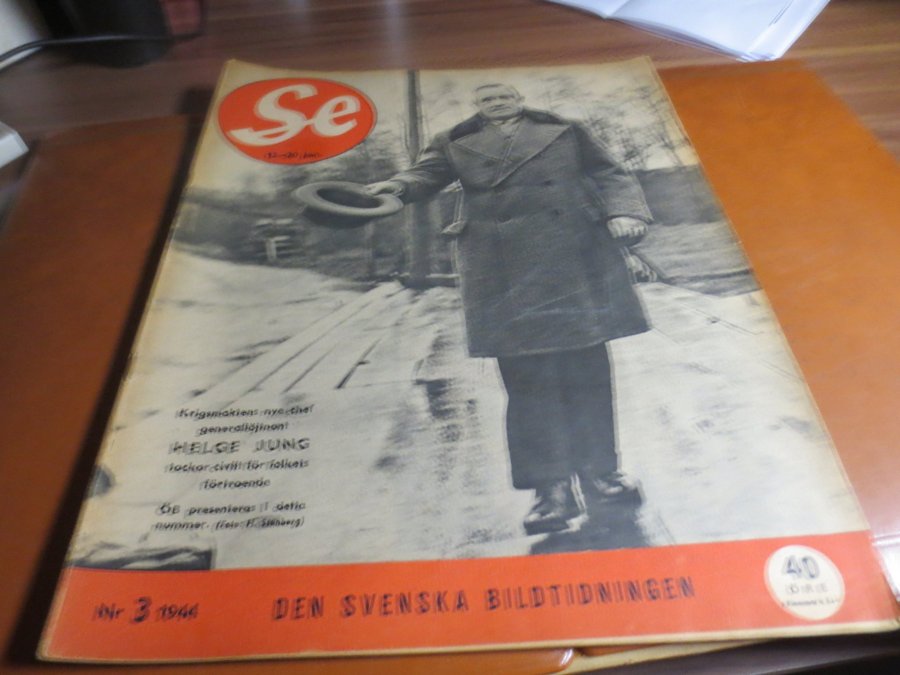 Se
Krigsmaktens nye chef
generallöjtnant
HELGE JUNG
tackar civilt för folkets
förtroende
ÖB presenteras i detta
nummer.
Nr 3 1944
DEN SVENSKA BILDTIDNINGEN
40
ÖRE